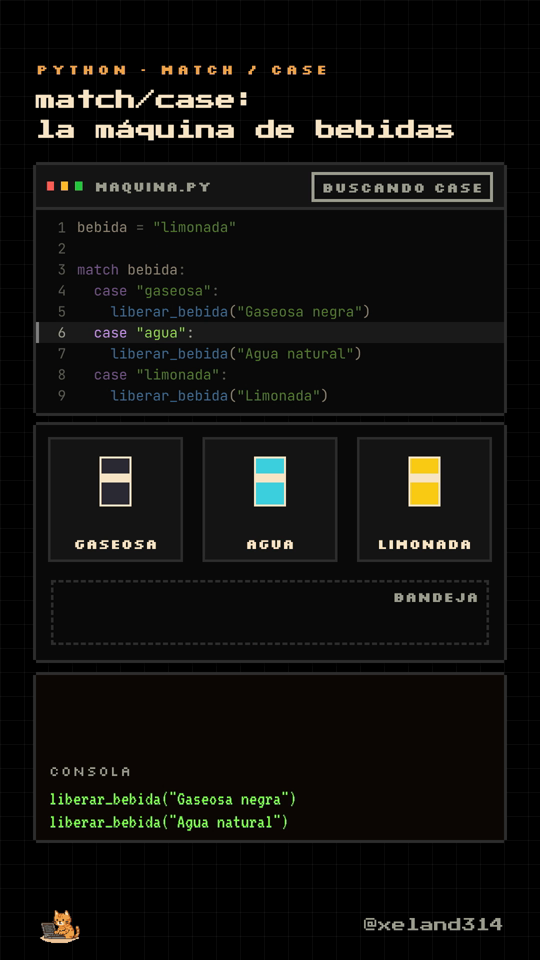 PYTHON · MATCH / CASE
match/case:
la máquina de bebidas
MAQUINA.PY
BUSCANDO CASE
1 bebida = "limonada"
2
3 match bebida:
4 case "gaseosa":
5 liberar_bebida("Gaseosa negra")
6 case "agua":
7 liberar_bebida("Agua natural")
8 case "limonada":
9 liberar_bebida("Limonada")
GASEOSA
AGUA
LIMONADA
BANDEJA
CONSOLA
liberar_bebida("Gaseosa negra")
liberar_bebida("Agua natural")
@xeland314